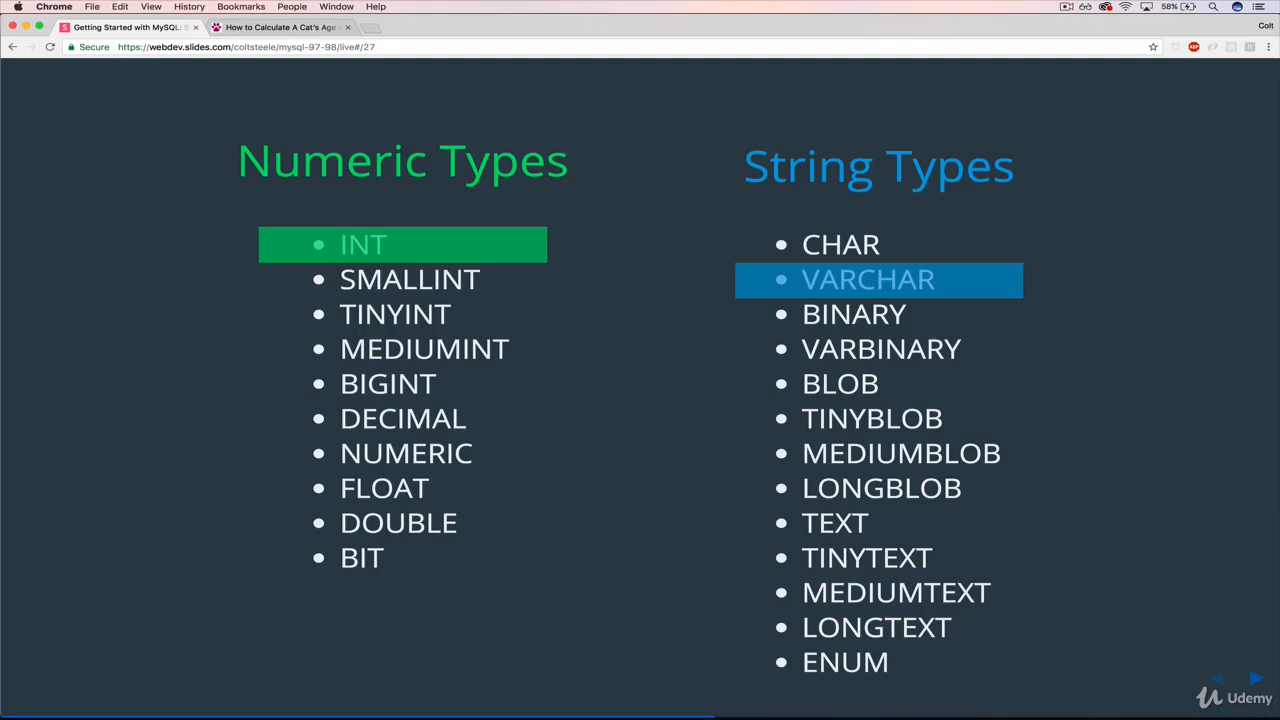 Chrome File Edit View History Bookmarks People Window Help 58%
Getting Started with MySQL: S How to Calculate A Cat's Age Colt
Secure https://webdev.slides.com/coltsteele/mysql-97-98/live#/27
Numeric Types
• INT
• SMALLINT
• TINYINT
• MEDIUMINT
• BIGINT
• DECIMAL
• NUMERIC
• FLOAT
• DOUBLE
• BIT
String Types
• CHAR
• VARCHAR
• BINARY
• VARBINARY
• BLOB
• TINYBLOB
• MEDIUMBLOB
• LONGBLOB
• TEXT
• TINYTEXT
• MEDIUMTEXT
• LONGTEXT
• ENUM
Udemy